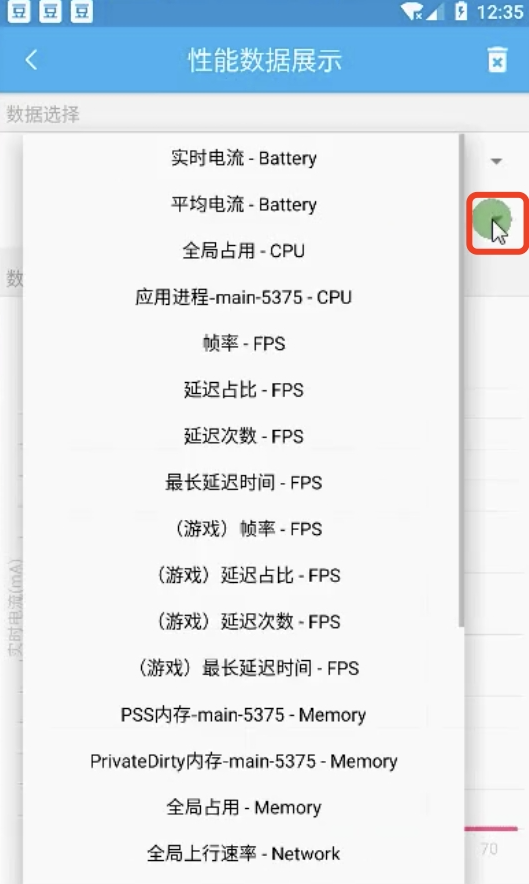 豆 豆 豆 12:35
性能数据展示
数据选择
实时电流 - Battery
平均电流 - Battery
全局占用 - CPU
数
应用进程-main-5375 - CPU
帧率 - FPS
延迟占比 - FPS
延迟次数 - FPS
最长延迟时间 - FPS
（游戏）帧率 - FPS
（游戏）延迟占比 - FPS
实时电流(mA)
（游戏）延迟次数 - FPS
（游戏）最长延迟时间 - FPS
PSS内存-main-5375 - Memory
PrivateDirty内存-main-5375 - Memory
全局占用 - Memory
全局上行速率 - Network
70